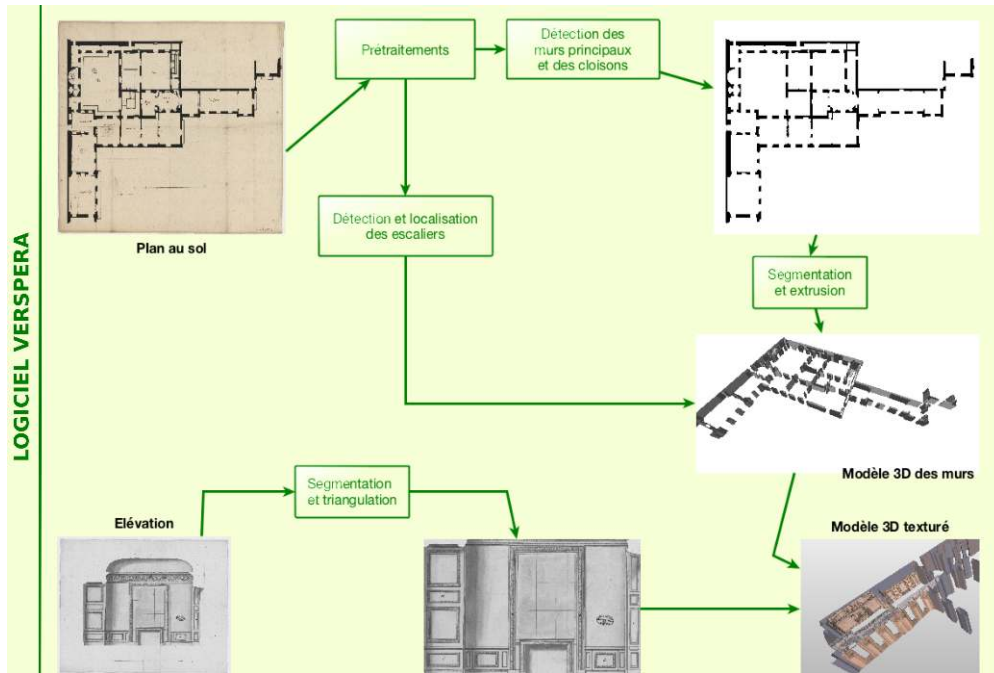 LOGICIEL VERSPERA
Prétraitements
Détection des
murs principaux
et des cloisons
Plan au sol
Détection et localisation
des escaliers
Segmentation
et extrusion
Modèle 3D des murs
Segmentation
et triangulation
Elévation
Modèle 3D texturé